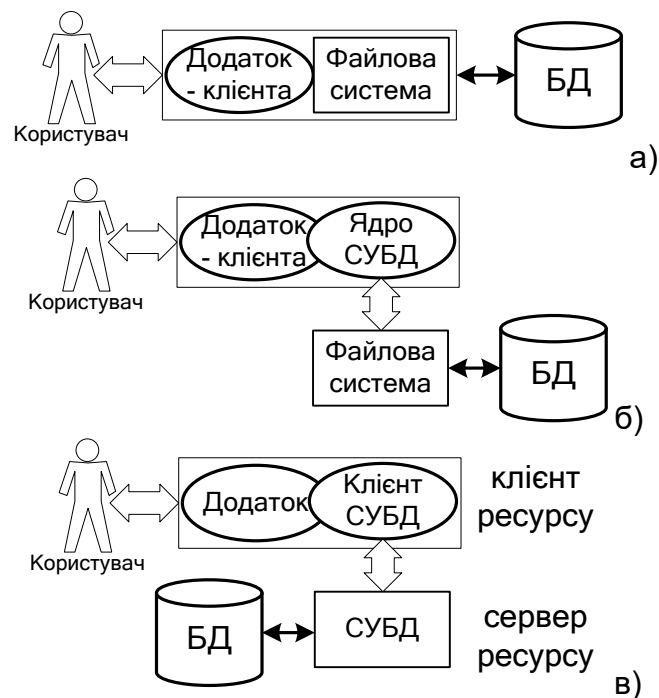 Додаток
- клієнта
Файлова
система
БД
Користувач
а)
Додаток
- клієнта
Ядро
СУБД
Користувач
Файлова
система
БД
б)
Додаток
Клієнт
СУБД
клієнт
ресурсу
Користувач
БД
СУБД
сервер
ресурсу
в)